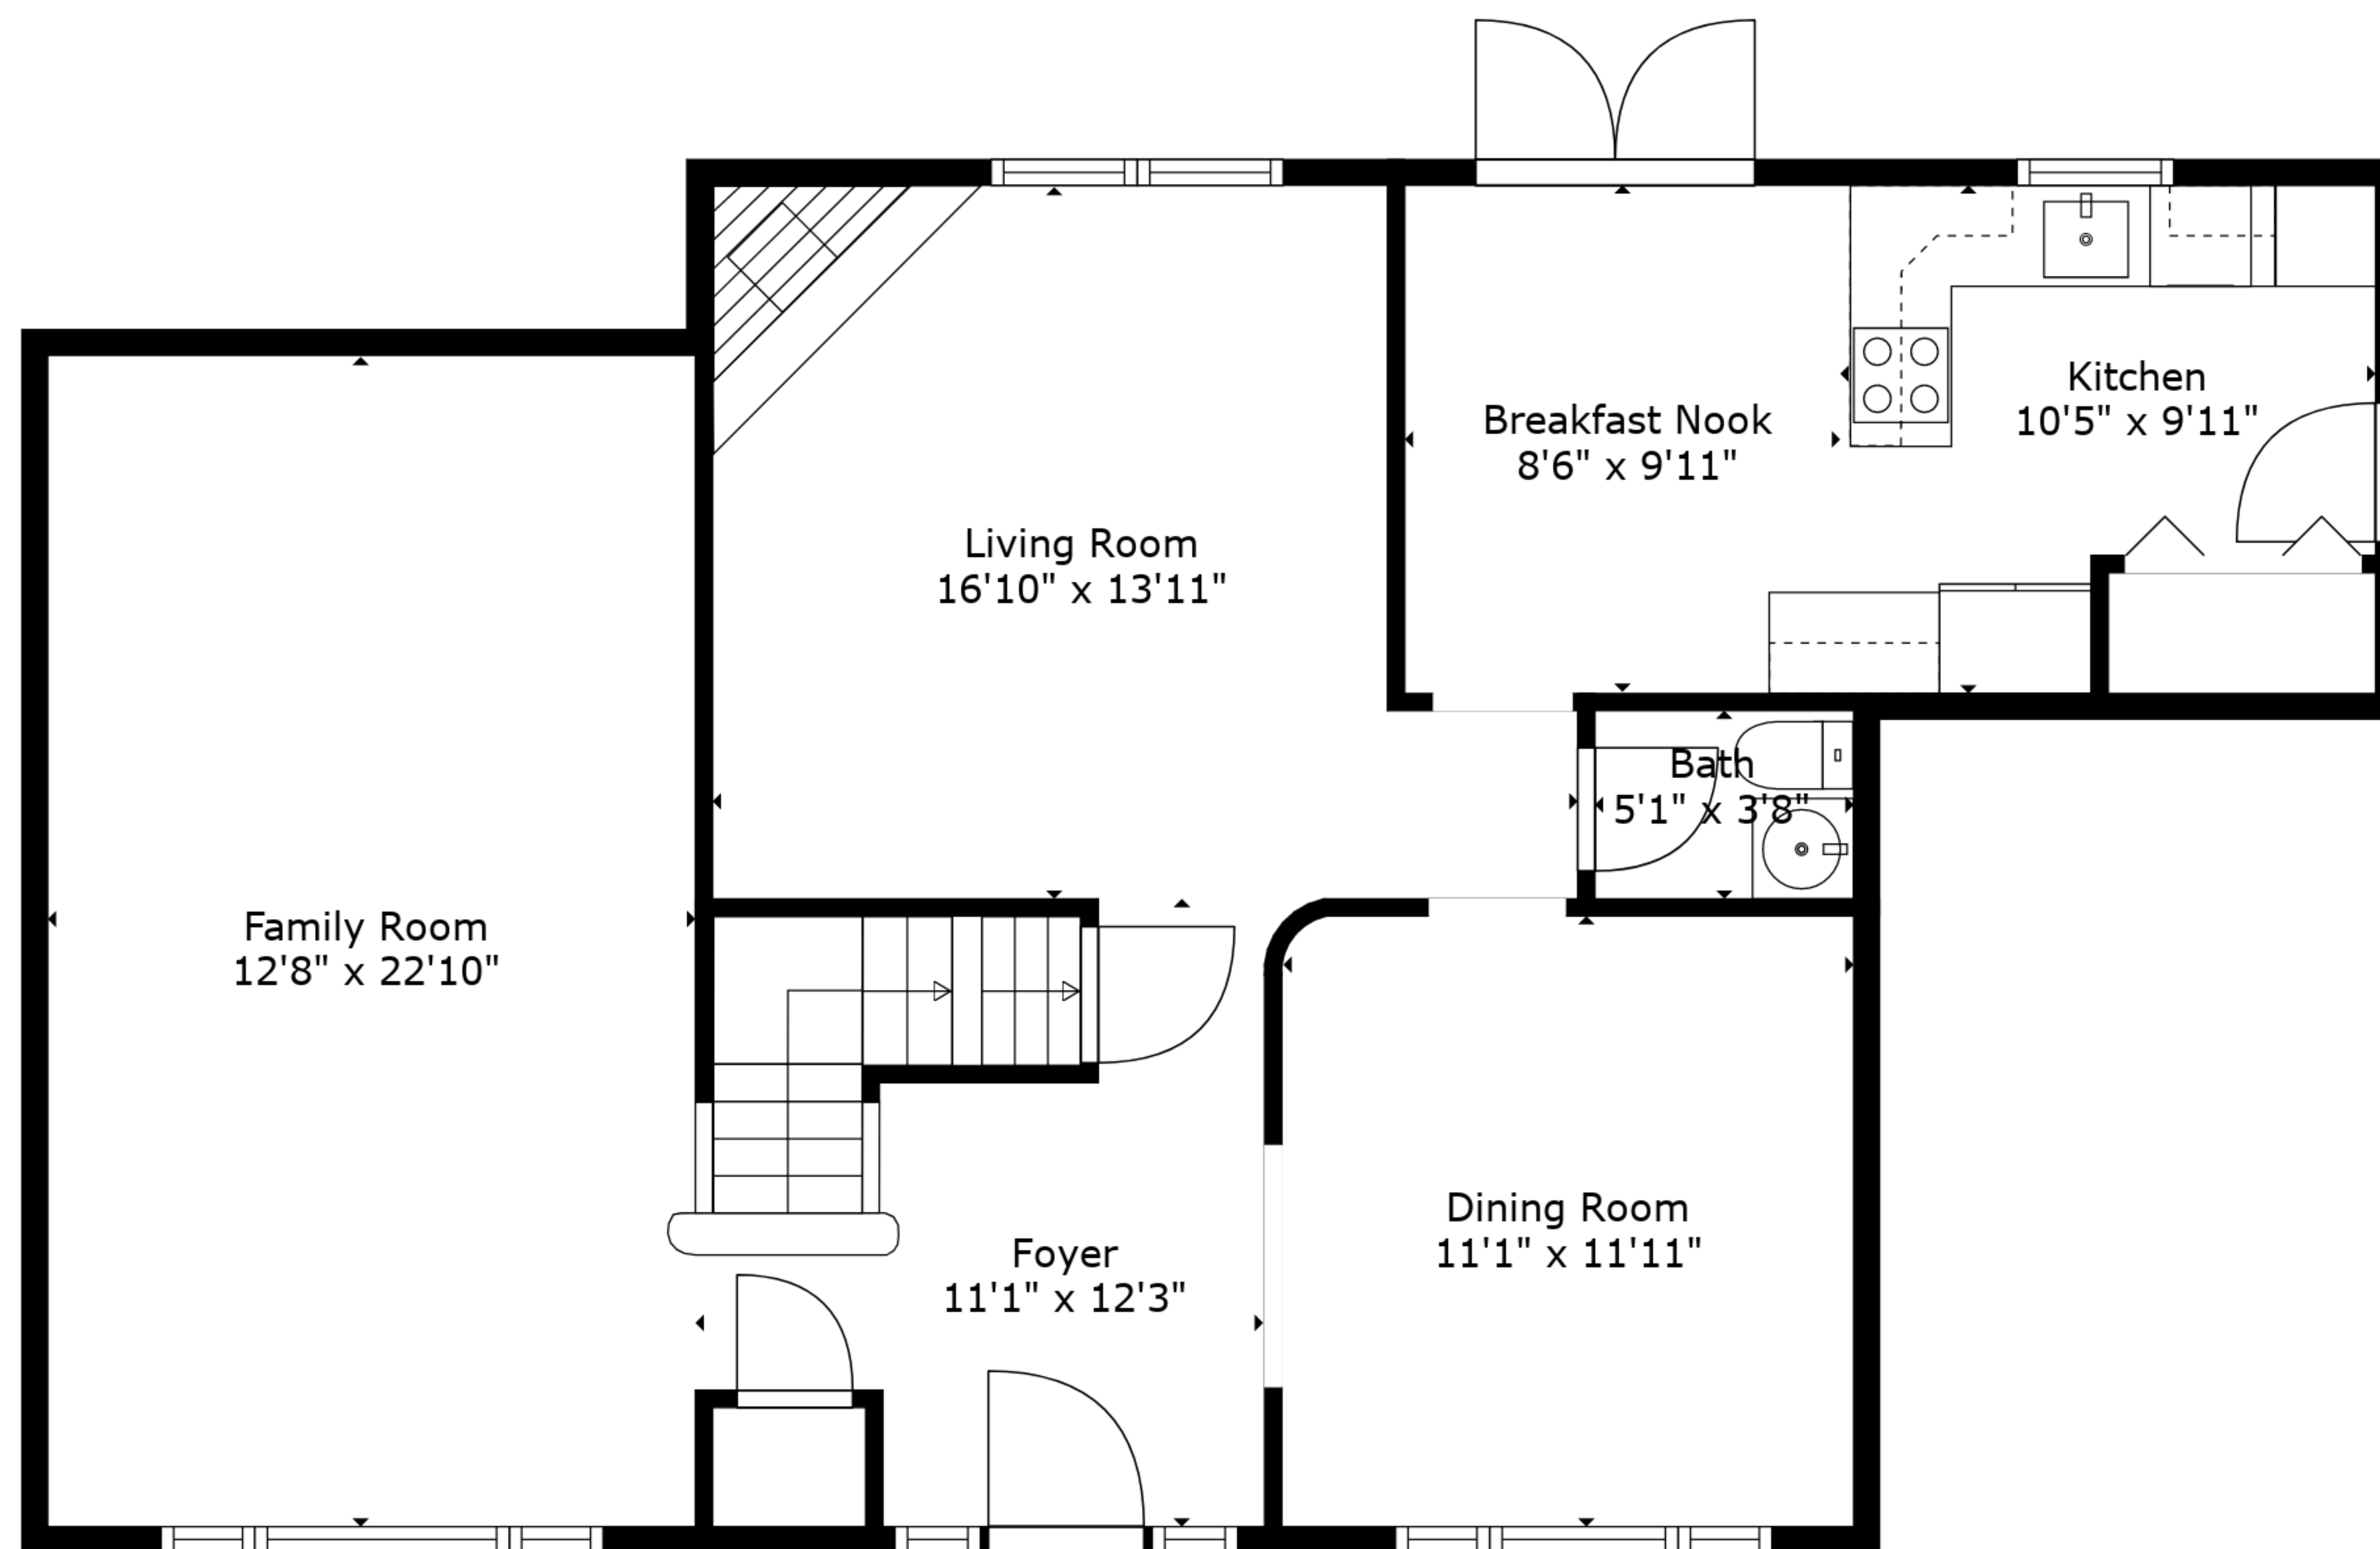 Kitchen
10'5" x 9'11"
Breakfast Nook
8'6" x 9'11"
Living Room
16'10" x 13'11"
Bath
5'1" x 3'8"
Family Room
12'8" x 22'10"
Dining Room
11'1" x 11'11"
Foyer
11'1" x 12'3"